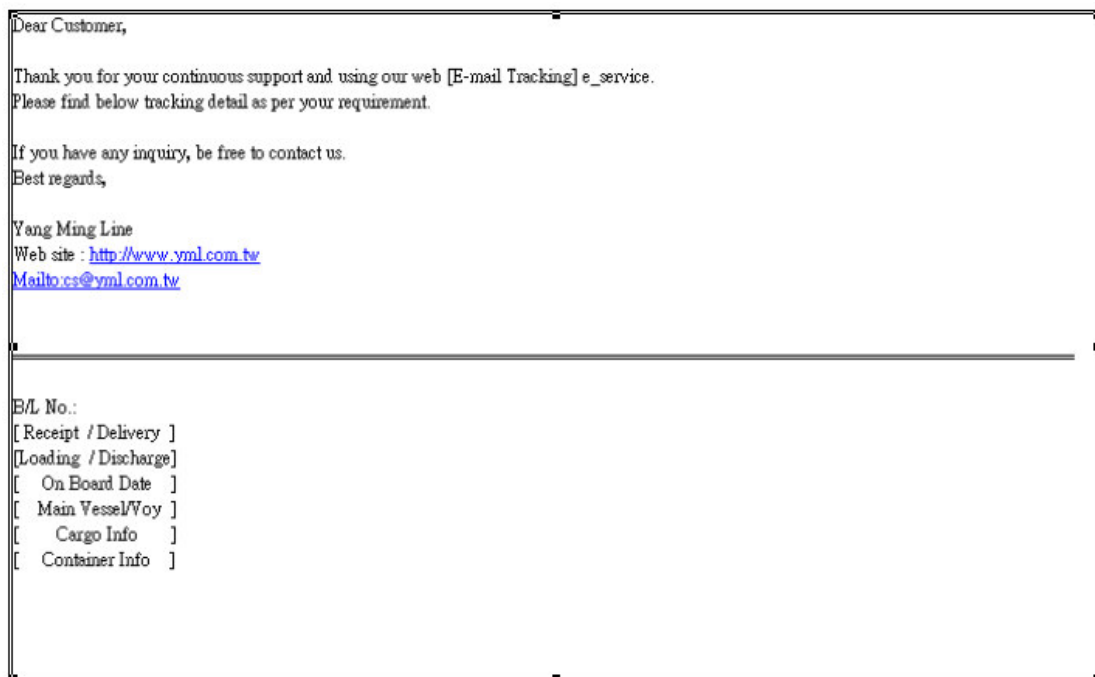 Dear Customer,
Thank you for your continuous support and using our web [E-mail Tracking] e_service.
Please find below tracking detail as per your requirement.
If you have any inquiry, be free to contact us.
Best regards,
Yang Ming Line
Web site : http://www.yml.com.tw
Mailto:cs@yml.com.tw
B/L No.:
[ Receipt / Delivery ]
[Loading / Discharge]
[ On Board Date ]
[ Main Vessel/Voy ]
[ Cargo Info ]
[ Container Info ]